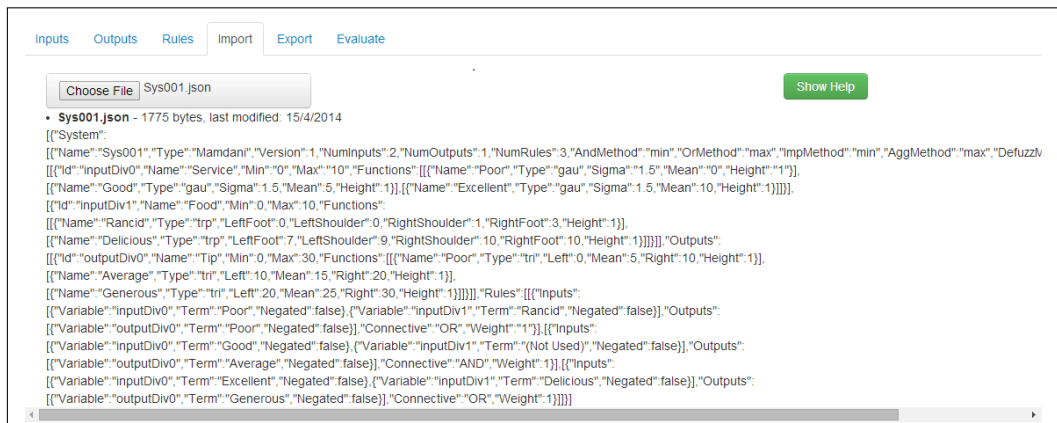 Inputs Outputs Rules Import Export Evaluate
Choose File Sys001.json
Show Help
• Sys001.json - 1775 bytes, last modified: 15/4/2014
[{"System":
[{"Name":"Sys001","Type":"Mamdani","Version":1,"NumInputs":2,"NumOutputs":1,"NumRules":3,"AndMethod":"min","OrMethod":"max","ImpMethod":"min","AggMethod":"max","DefuzzM
[[{"Id":"inputDiv0","Name":"Service","Min":"0","Max":"10","Functions":[[{"Name":"Poor","Type":"gau","Sigma":"1.5","Mean":"0","Height":"1"}],
[{"Name":"Good","Type":"gau","Sigma":1.5,"Mean":5,"Height":1}],[{"Name":"Excellent","Type":"gau","Sigma":1.5,"Mean":10,"Height":1}]]}],
[{"Id":"inputDiv1","Name":"Food","Min":0,"Max":10,"Functions":
[[{"Name":"Rancid","Type":"trp","LeftFoot":0,"LeftShoulder":0,"RightShoulder":1,"RightFoot":3,"Height":1}],
[{"Name":"Delicious","Type":"trp","LeftFoot":7,"LeftShoulder":9,"RightShoulder":10,"RightFoot":10,"Height":1}]]}]],"Outputs":
[[{"Id":"outputDiv0","Name":"Tip","Min":0,"Max":30,"Functions":[[{"Name":"Poor","Type":"tri","Left":0,"Mean":5,"Right":10,"Height":1}],
[{"Name":"Average","Type":"tri","Left":10,"Mean":15,"Right":20,"Height":1}],
[{"Name":"Generous","Type":"tri","Left":20,"Mean":25,"Right":30,"Height":1}]]}]],"Rules":[[{"Inputs":
[{"Variable":"inputDiv0","Term":"Poor","Negated":false},{"Variable":"inputDiv1","Term":"Rancid","Negated":false}],"Outputs":
[{"Variable":"outputDiv0","Term":"Poor","Negated":false}],"Connective":"OR","Weight":"1"}],[{"Inputs":
[{"Variable":"inputDiv0","Term":"Good","Negated":false},{"Variable":"inputDiv1","Term":"(Not Used)","Negated":false}],"Outputs":
[{"Variable":"outputDiv0","Term":"Average","Negated":false}],"Connective":"AND","Weight":1}],[{"Inputs":
[{"Variable":"inputDiv0","Term":"Excellent","Negated":false},{"Variable":"inputDiv1","Term":"Delicious","Negated":false}],"Outputs":
[{"Variable":"outputDiv0","Term":"Generous","Negated":false}],"Connective":"OR","Weight":1}]]}]